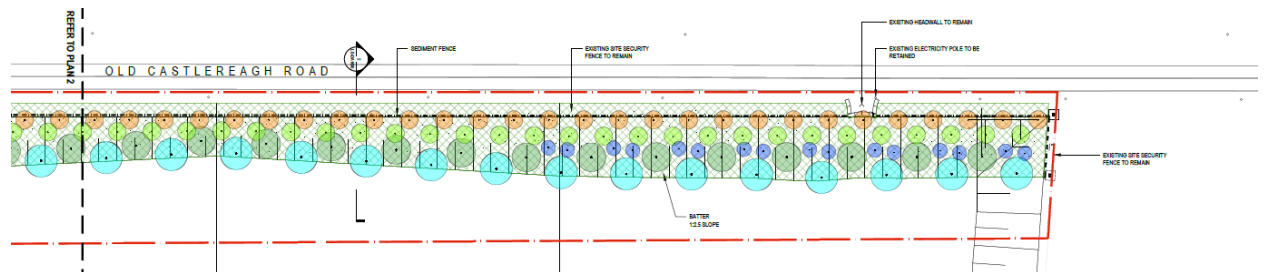 REFER TO PLAN 2
OLD CASTLEREAGH ROAD
SEDIMENT FENCE
EXISTING SITE SECURITY
FENCE TO REMAIN
EXISTING HEADWALL TO REMAIN
EXISTING ELECTRICITY POLE TO BE
RETAINED
EXISTING SITE SECURITY
FENCE TO REMAIN
BATTER
1:2.5 SLOPE